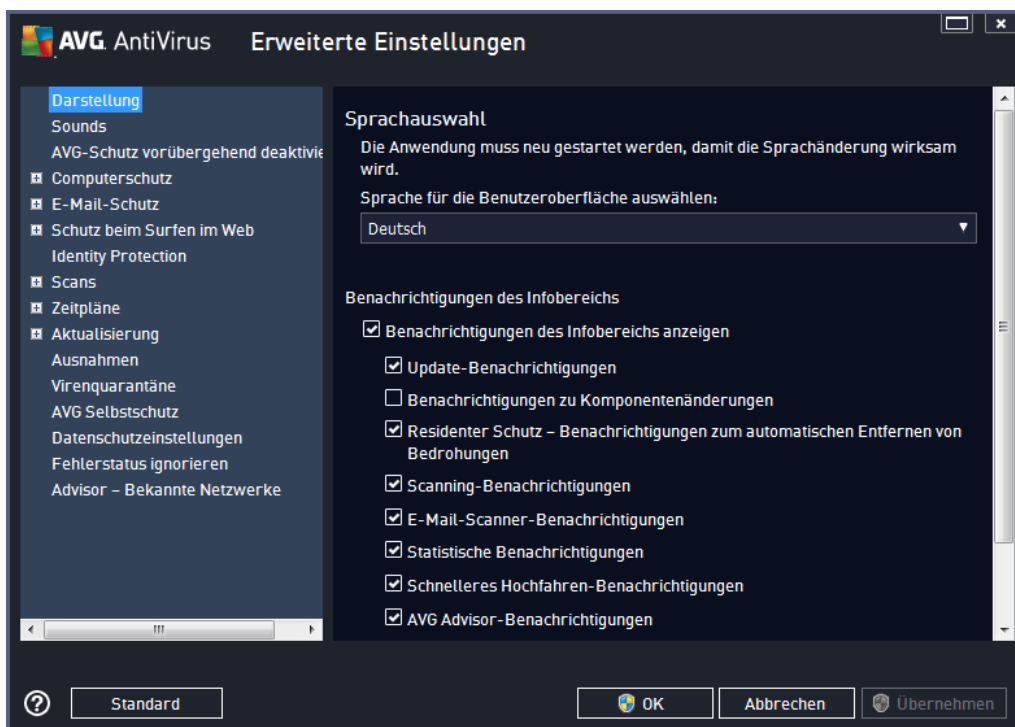 AVG AntiVirus Erweiterte Einstellungen
Darstellung
Sounds
AVG-Schutz vorübergehend deaktivie
Computerschutz
E-Mail-Schutz
Schutz beim Surfen im Web
Identity Protection
Scans
Zeitpläne
Aktualisierung
Ausnahmen
Virenquarantäne
AVG Selbstschutz
Datenschutzeinstellungen
Fehlerstatus ignorieren
Advisor – Bekannte Netzwerke
Sprachauswahl
Die Anwendung muss neu gestartet werden, damit die Sprachänderung wirksam
wird.
Sprache für die Benutzeroberfläche auswählen:
Deutsch
Benachrichtigungen des Infobereichs
Benachrichtigungen des Infobereichs anzeigen
Update-Benachrichtigungen
Benachrichtigungen zu Komponentenänderungen
Residenter Schutz – Benachrichtigungen zum automatischen Entfernen von
Bedrohungen
Scanning-Benachrichtigungen
E-Mail-Scanner-Benachrichtigungen
Statistische Benachrichtigungen
Schnelleres Hochfahren-Benachrichtigungen
AVG Advisor-Benachrichtigungen
? Standard OK Abbrechen Übernehmen